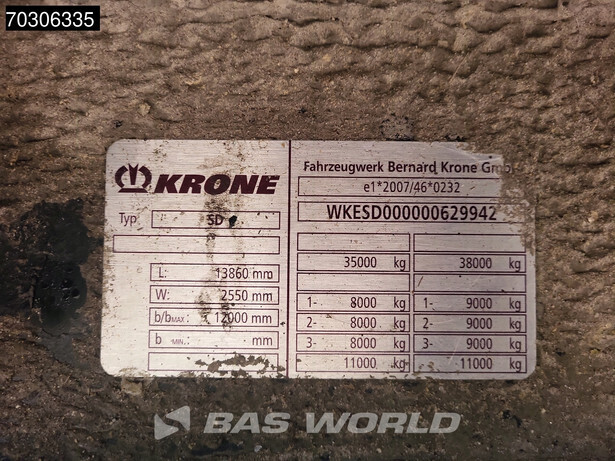 70306335
KRONE
Typ SD
L: 13860 mm
W: 2550 mm
b/bMAX.: 12000 mm
b MIN.: mm
Fahrzeugwerk Bernard Krone
e1*2007/46*0232
WKESD000000629942
35000 kg 38000 kg
/
1- 8000 kg 1- 9000 kg
2- 8000 kg 2- 9000 kg
3- 8000 kg 3- 9000 kg
11000 kg 11000 kg
BAS WORLD